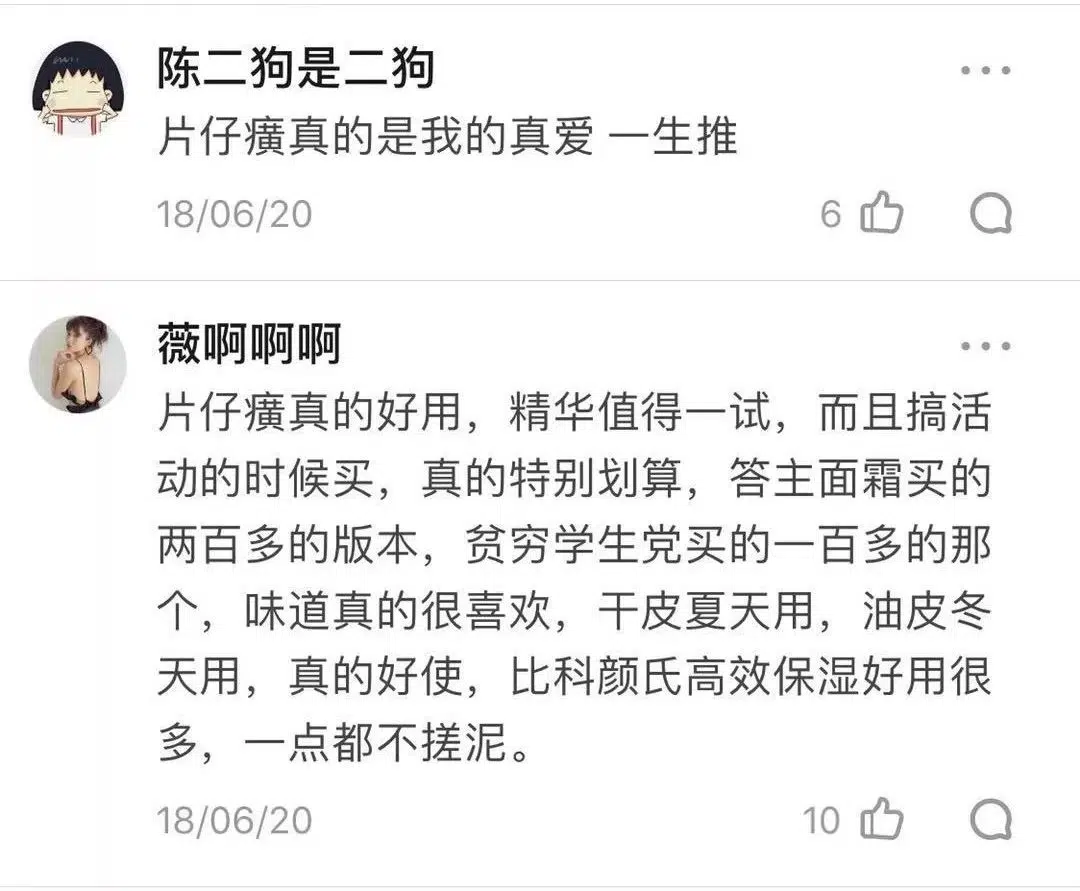 陈二狗是二狗
片仔癀真的是我的真爱 一生推
18/06/20
6
薇啊啊啊
片仔癀真的好用，精华值得一试，而且搞活
动的时候买，真的特别划算，答主面霜买的
两百多的版本，贫穷学生党买的一百多的那
个，味道真的很喜欢，干皮夏天用，油皮冬
天用，真的好使，比科颜氏高效保湿好用很
多，一点都不搓泥。
18/06/20
10